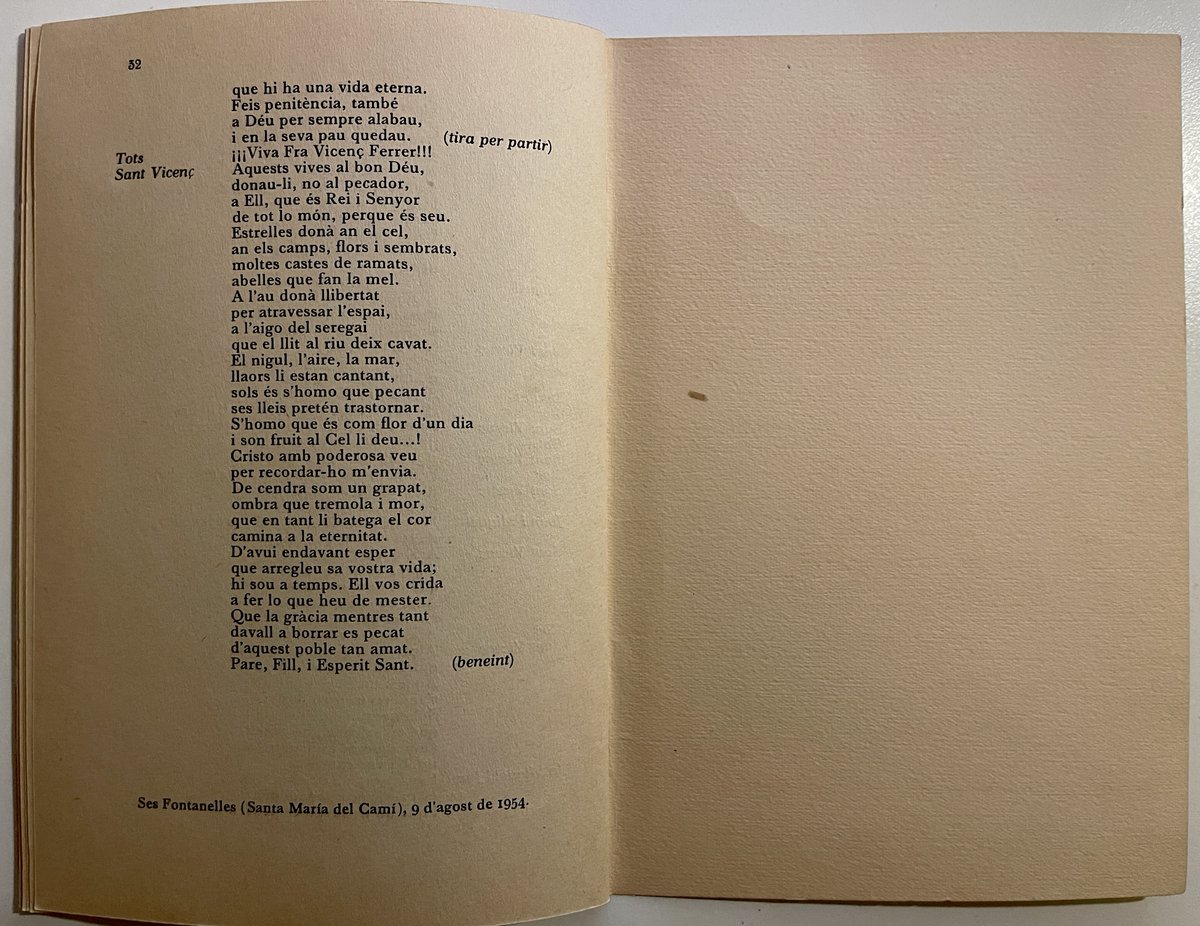 32
que hi ha una vida eterna.
Feis penitència, també
a Déu per sempre alabau,
i en la seva pau quedau. (tira per partir)
Tots ¡¡¡Viva Fra Vicenç Ferrer!!!
Sant Vicenç Aquests vives al bon Déu,
donau-li, no al pecador,
a Ell, que és Rei i Senyor
de tot lo món, perque és seu.
Estrelles donà an el cel,
an els camps, flors i sembrats,
moltes castes de ramats,
abelles que fan la mel.
A l'au donà llibertat
per atravessar l'espai,
a l'aigo del seregai
que el llit al riu deix cavat.
El nigul, l'aire, la mar,
llaors li estan cantant,
sols és s'homo que pecant
ses lleis pretén trastornar.
S'homo que és com flor d'un dia
i son fruit al Cel li deu...!
Cristo amb poderosa veu
per recordar-ho m'envia.
De cendra som un grapat,
ombra que tremola i mor,
que en tant li batega el cor
camina a la eternitat.
D'avui endavant esper
que arregleu sa vostra vida;
hi sou a temps. Ell vos crida
a fer lo que heu de mester.
Que la gràcia mentres tant
davall a borrar es pecat
d'aquest poble tan amat.
Pare, Fill, i Esperit Sant. (beneint)
Ses Fontanelles (Santa María del Camí), 9 d'agost de 1954.